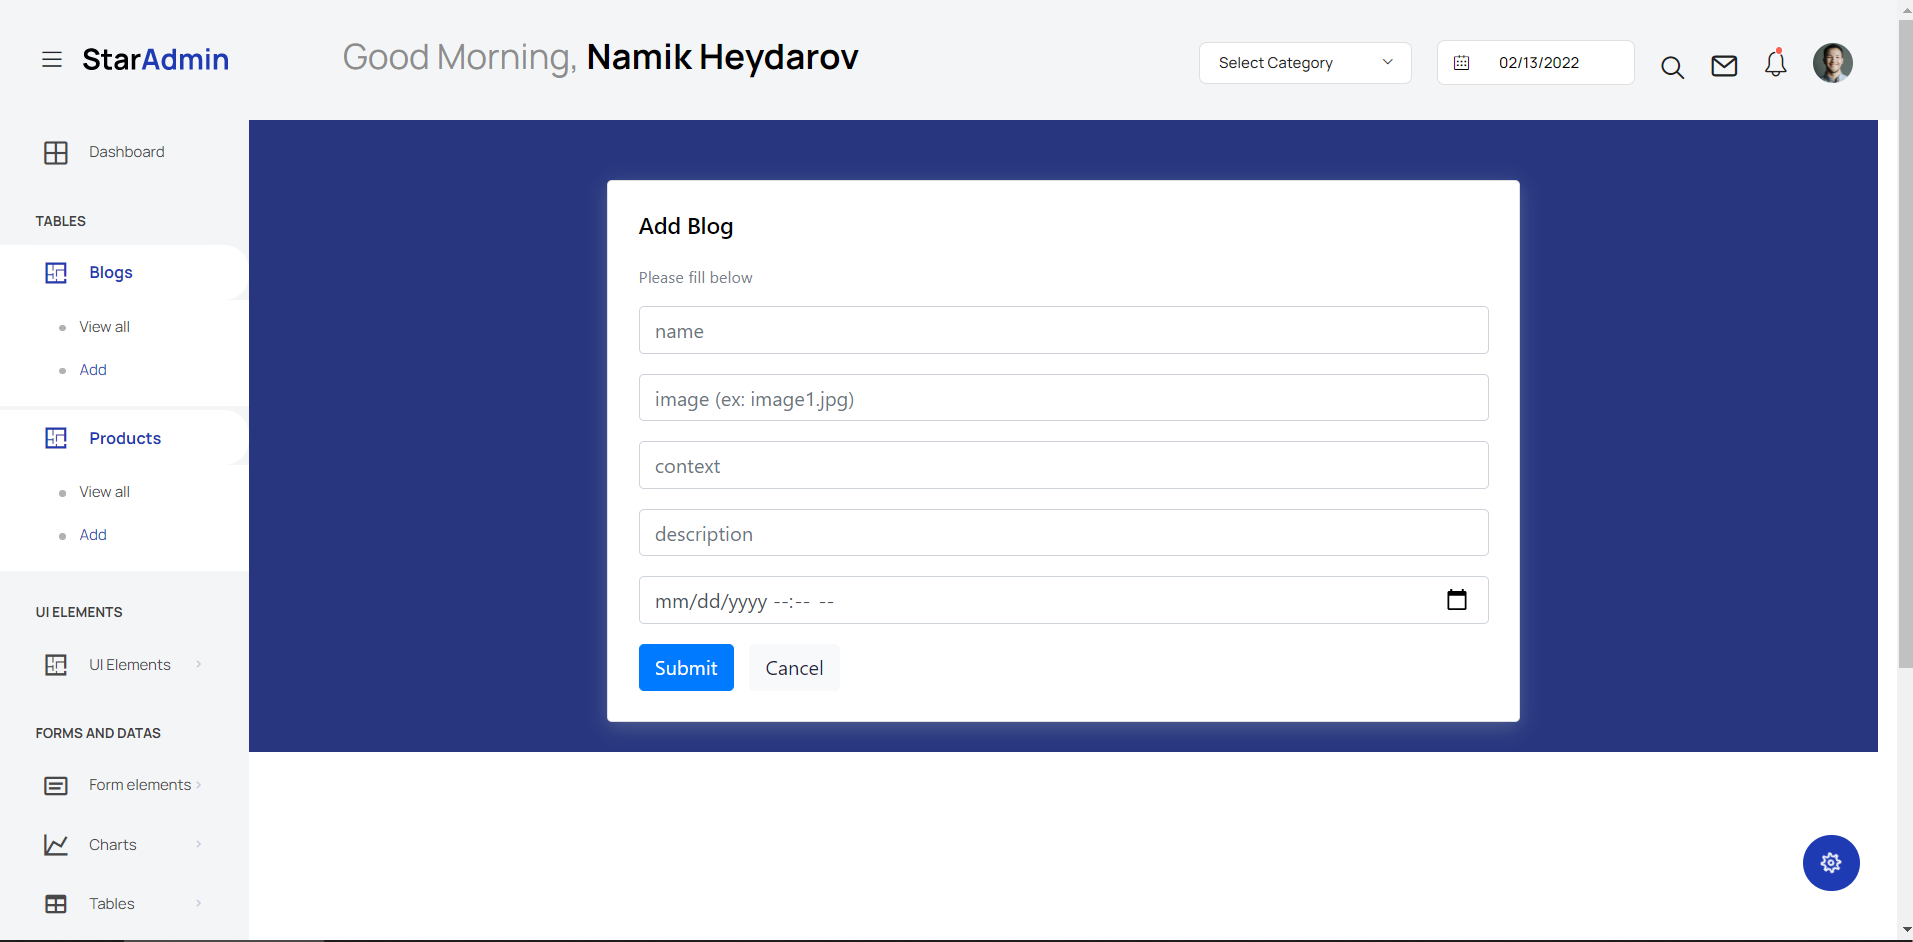 StarAdmin
Good Morning, Namik Heydarov
Select Category
02/13/2022
Dashboard
TABLES
Blogs
View all
Add
Products
View all
Add
UI ELEMENTS
UI Elements
FORMS AND DATAS
Form elements
Charts
Tables
Add Blog
Please fill below
name
image (ex: image1.jpg)
context
description
mm/dd/yyyy --:-- --
Submit
Cancel